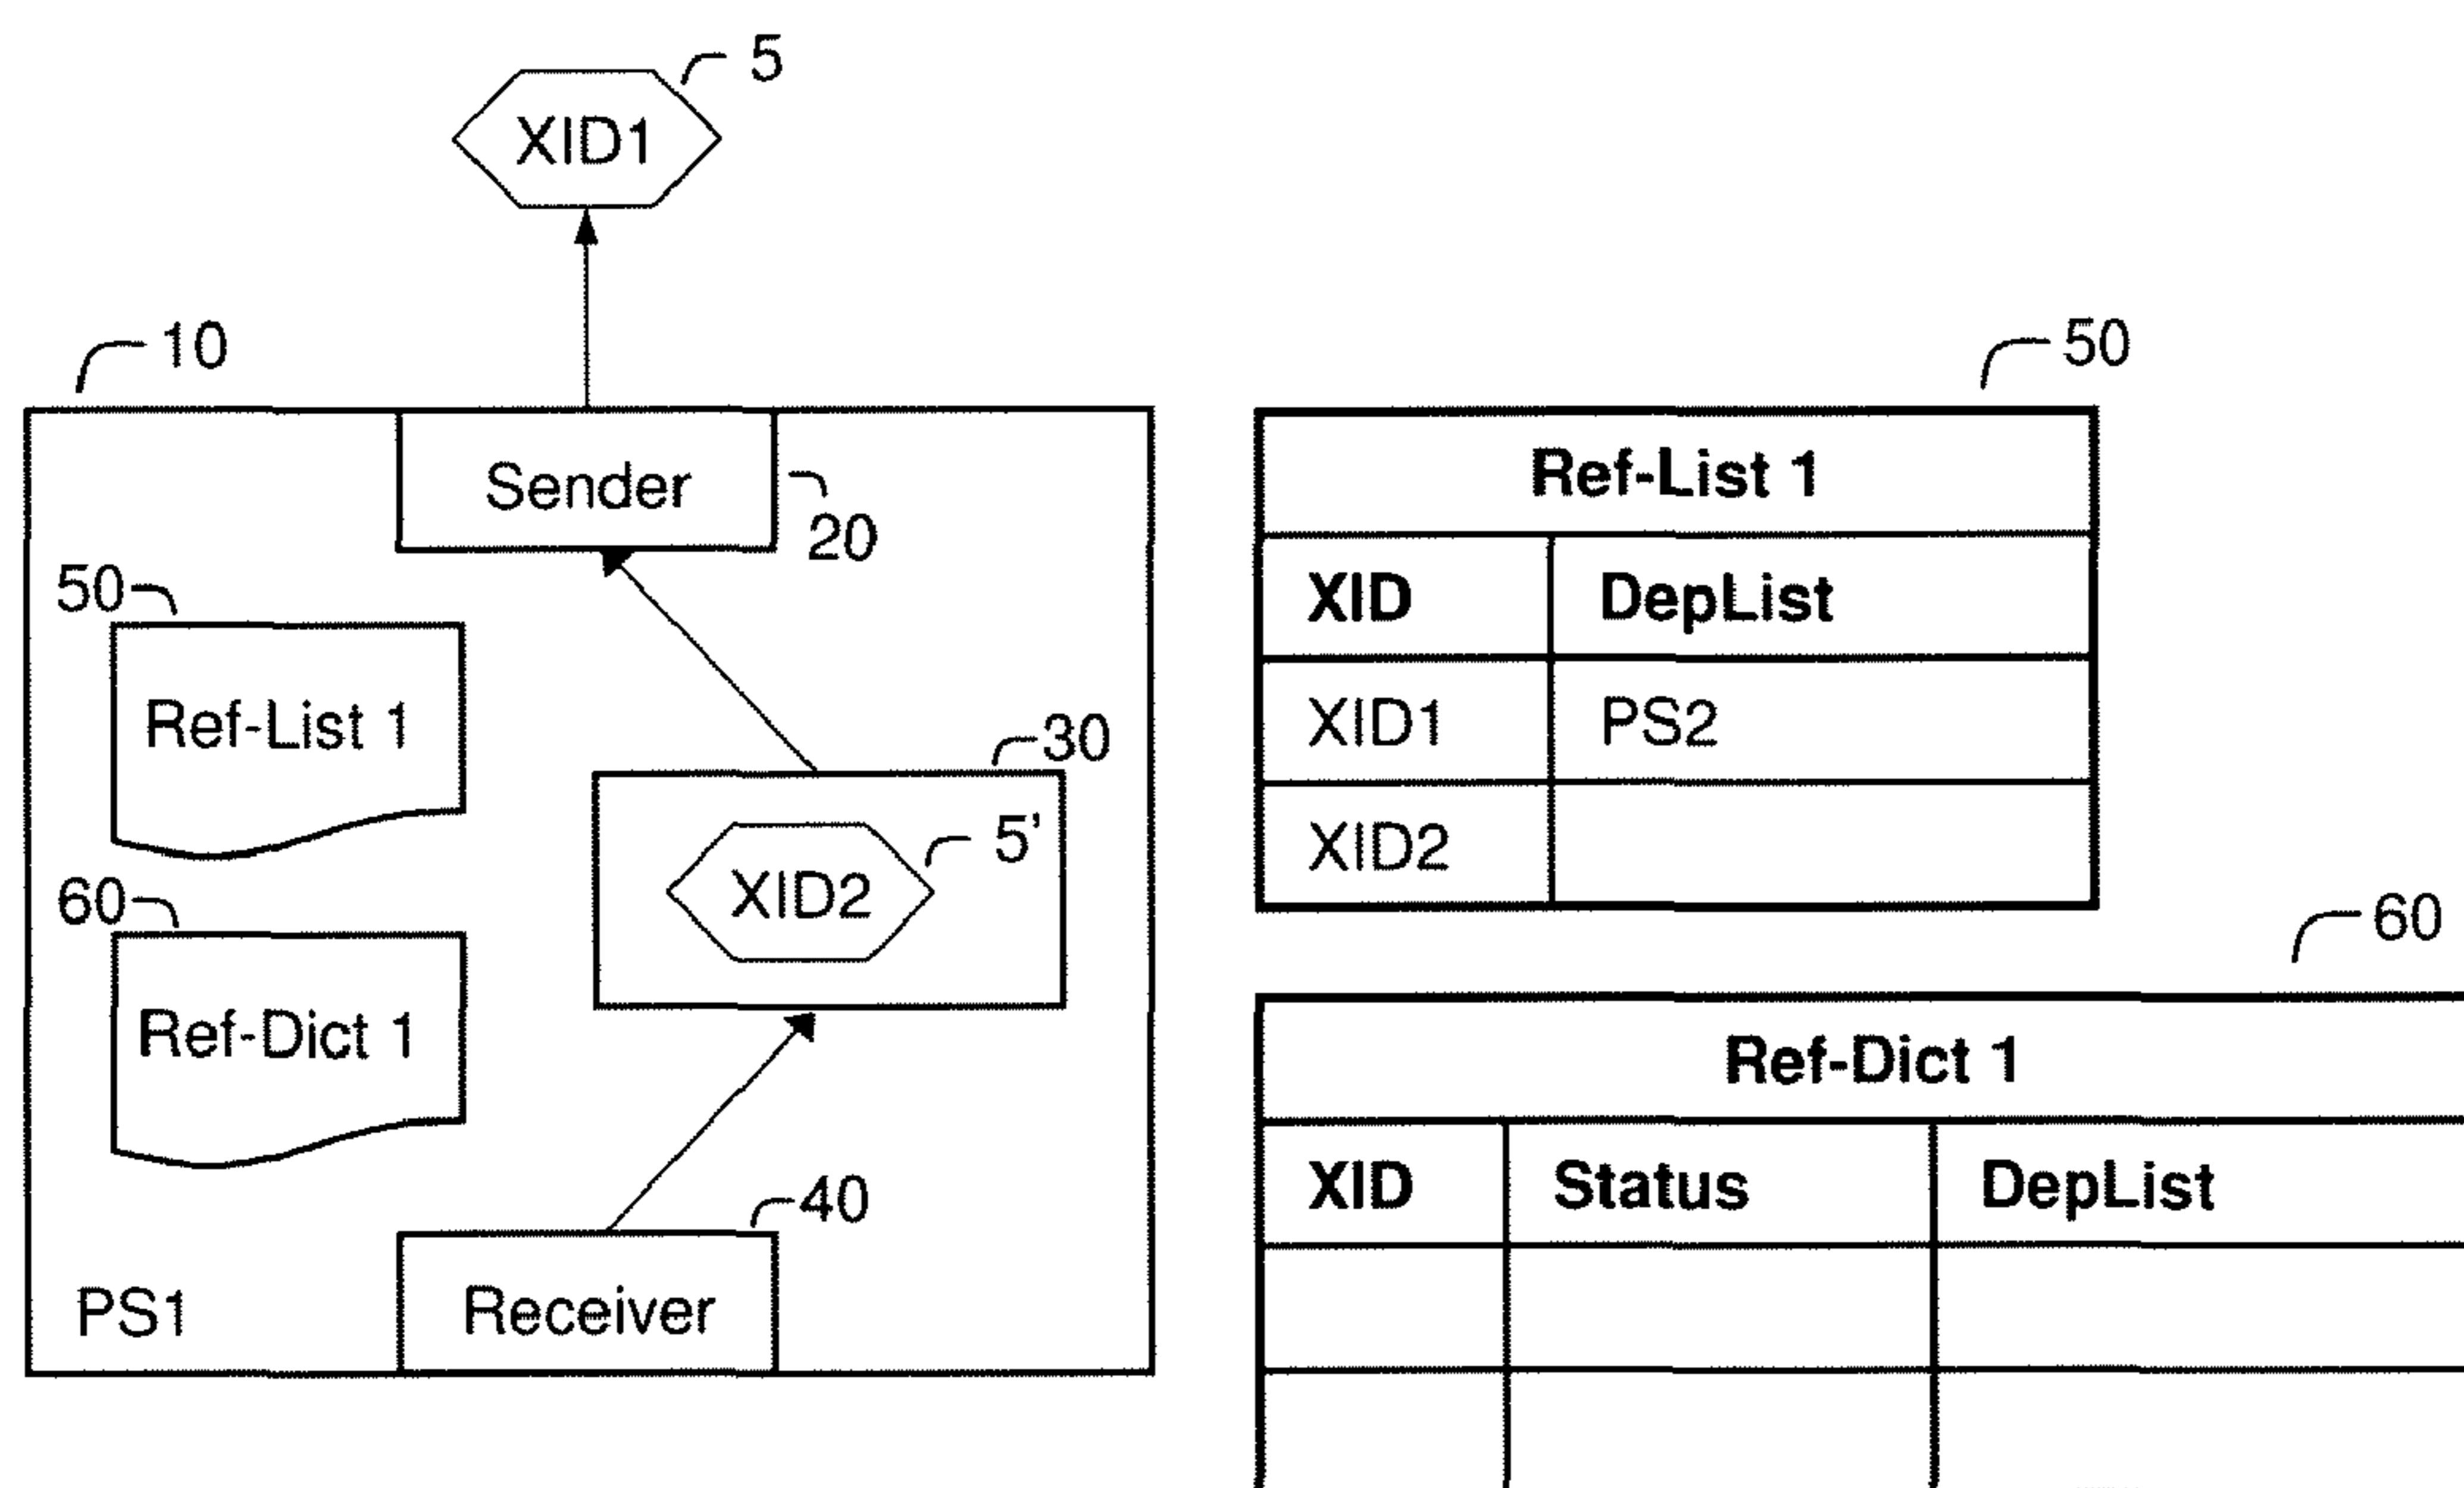 5
XID1
10
Sender
20
50
Ref-List 1
30
XID2
5'
60
Ref-Dict 1
40
PS1
Receiver
50
Ref-List 1
XID DepList
XID1 PS2
XID2
60
Ref-Dict 1
XID Status DepList